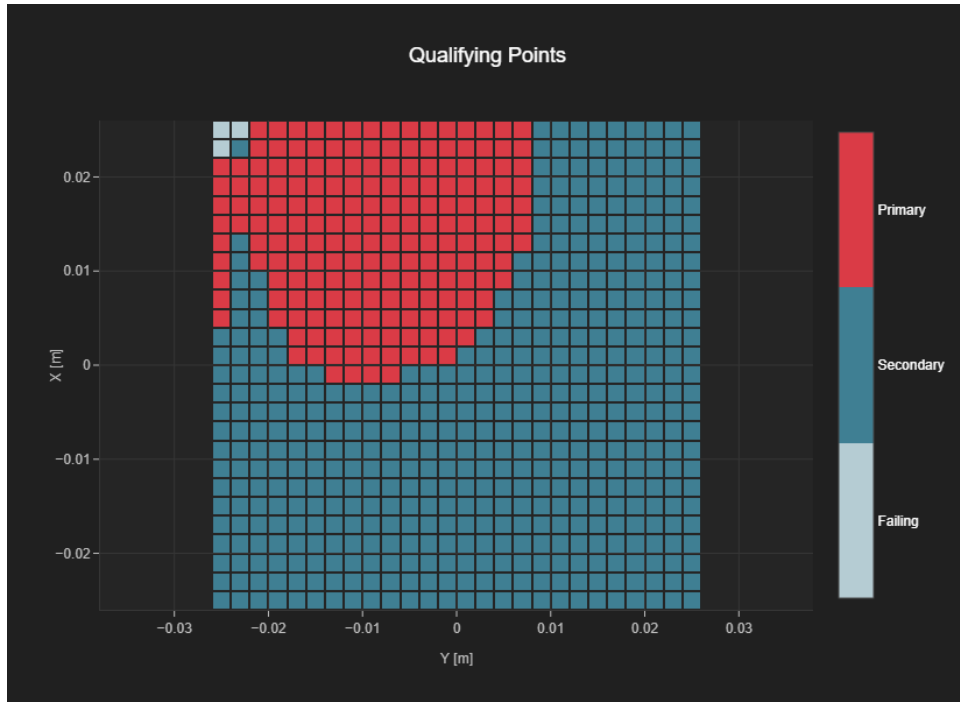 Qualifying Points
0.02
0.01
0
−0.01
−0.02
X [m]
−0.03
−0.02
−0.01
0
0.01
0.02
0.03
Y [m]
Primary
Secondary
Failing